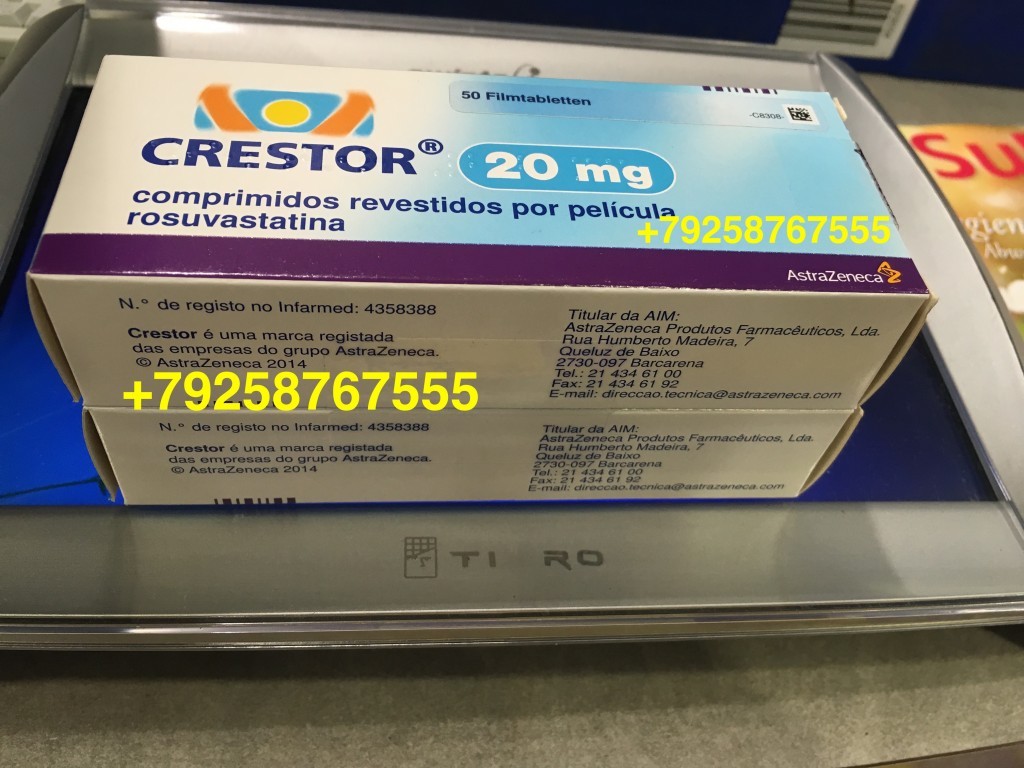 50 Filmtabletten
-C8308-
CRESTOR® 20 mg
comprimidos revestidos por película
rosuvastatina
+79258767555
AstraZeneca
N.° de registo no Infarmed: 4358388
Crestor é uma marca registada
das empresas do grupo AstraZeneca.
© AstraZeneca 2014
Titular da AIM:
AstraZeneca Produtos Farmacêuticos, Lda.
Rua Humberto Madeira, 7
Queluz de Baixo
2730-097 Barcarena
Tel.: 21 434 61 00
Fax: 21 434 61 92
E-mail: direccao.tecnica@astrazeneca.com
+79258767555
N.° de registo no Infarmed: 4358388
Crestor é uma marca registada
das empresas do grupo AstraZeneca.
© AstraZeneca 2014
Titular da AIM:
AstraZeneca Produtos Farmacêuticos, Lda.
Rua Humberto Madeira, 7
Queluz de Baixo
2730-097 Barcarena
Tel.: 21 434 61 00
Fax: 21 434 61 92
E-mail: direccao.tecnica@astrazeneca.com
TI RO